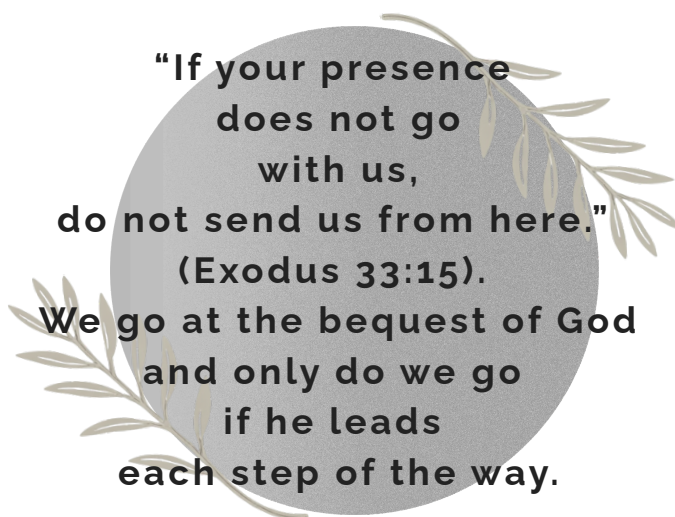 “If your presence
does not go
with us,
do not send us from here.”
(Exodus 33:15).
We go at the bequest of God
and only do we go
if he leads
each step of the way.